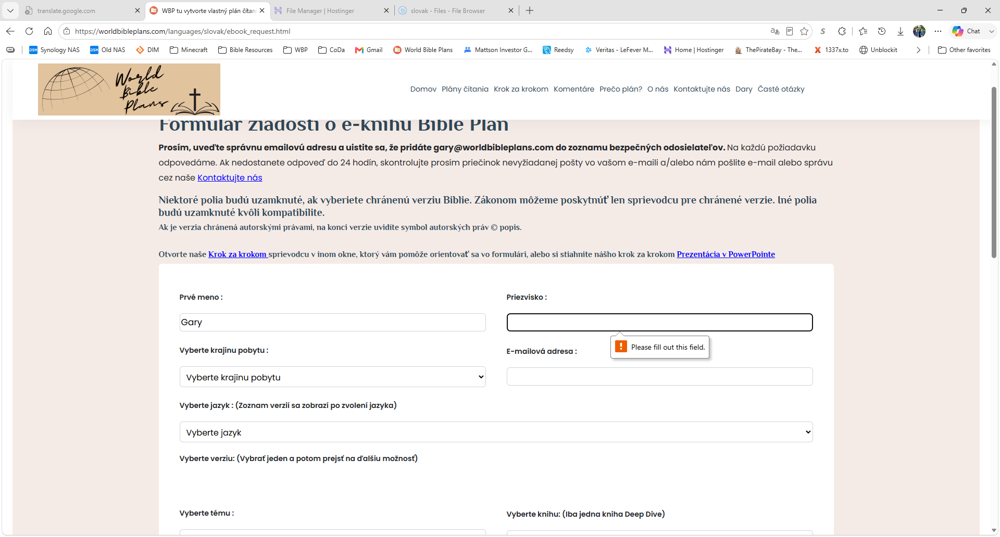 translate.google.com
WBP tu vytvorte vlastný plán čítani
File Manager | Hostinger
slovak - Files - File Browser
https://worldbibleplans.com/languages/slovak/ebook_request.html
Chat
Synology NAS
Old NAS
DIM
Minecraft
Bible Resources
WBP
CoDa
Gmail
World Bible Plans
Mattson Investor G...
Reedsy
Veritas - LeFever M...
Home | Hostinger
ThePirateBay - The...
1337x.to
Unblockit
Other favorites
World
Bible
Plans
Domov Plány čítania Krok za krokom Komentáre Prečo plán? O nás Kontaktujte nás Dary Časté otázky
Formulár žiadosti o e-knihu Bible Plan
Prosím, uveďte správnu emailovú adresu a uistite sa, že pridáte gary@worldbibleplans.com do zoznamu bezpečných odosielateľov. Na každú požiadavku
odpovedáme. Ak nedostanete odpoveď do 24 hodín, skontrolujte prosím priečinok nevyžiadanej pošty vo vašom e-maili a/alebo nám pošlite e-mail alebo správu
cez naše Kontaktujte nás
Niektoré polia budú uzamknuté, ak vyberiete chránenú verziu Biblie. Zákonom môžeme poskytnúť len sprievodcu pre chránené verzie. Iné polia
budú uzamknuté kvôli kompatibilite.
Ak je verzia chránená autorskými právami, na konci verzie uvidíte symbol autorských práv © popis.
Otvorte naše Krok za krokom sprievodcu v inom okne, ktorý vám pomôže orientovať sa vo formulári, alebo si stiahnite nášho krok za krokom Prezentácia v PowerPointe
Prvé meno :
Priezvisko :
Gary
Please fill out this field.
Vyberte krajinu pobytu :
E-mailová adresa :
Vyberte krajinu pobytu
Vyberte jazyk : (Zoznam verzií sa zobrazí po zvolení jazyka)
Vyberte jazyk
Vyberte verziu: (Vybrať jeden a potom prejsť na ďalšiu možnosť)
Vyberte tému :
Vyberte knihu: (Iba jedna kniha Deep Dive)